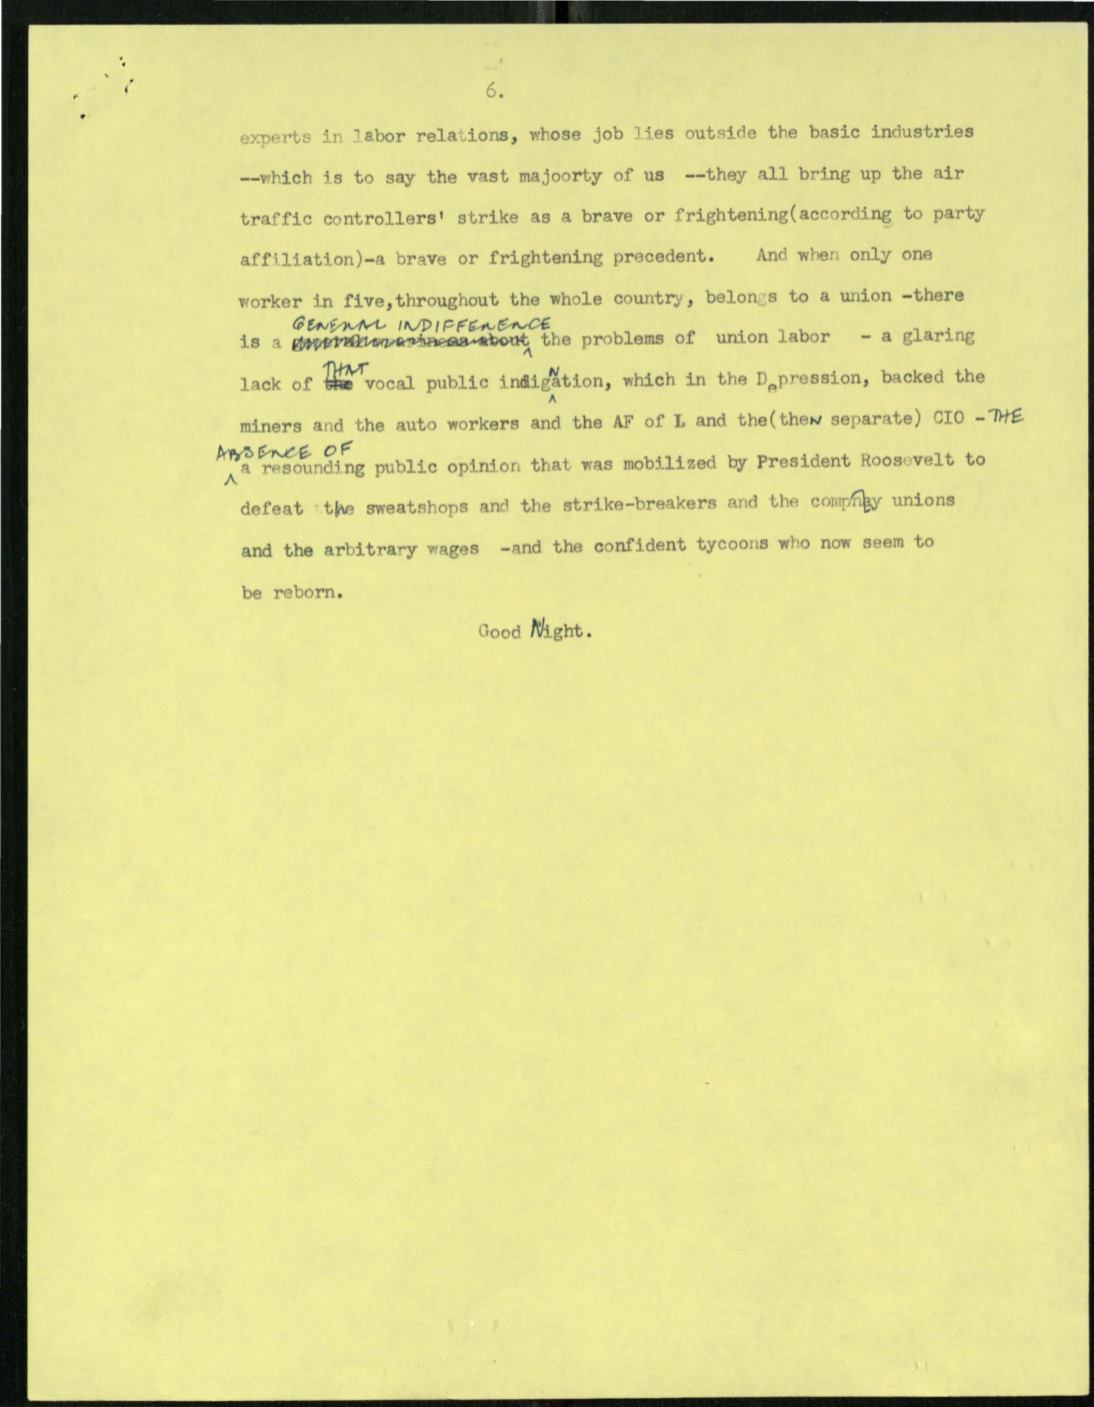 6.
experts in labor relations, whose job lies outside the basic industries
--which is to say the vast majoorty of us --they all bring up the air
traffic controllers' strike as a brave or frightening(according to party
affiliation)-a brave or frightening precedent. And when only one
worker in five,throughout the whole country, belongs to a union -there
GENERAL INDIFFERENCE
is a about the problems of union labor - a glaring
THAT N
lack of the vocal public indigation, which in the Depression, backed the
miners and the auto workers and the AF of L and the(then separate) CIO - THE
ABSENCE OF
a resounding public opinion that was mobilized by President Roosevelt to
defeat the sweatshops and the strike-breakers and the company unions
and the arbitrary wages -and the confident tycoons who now seem to
be reborn.
Good Night.